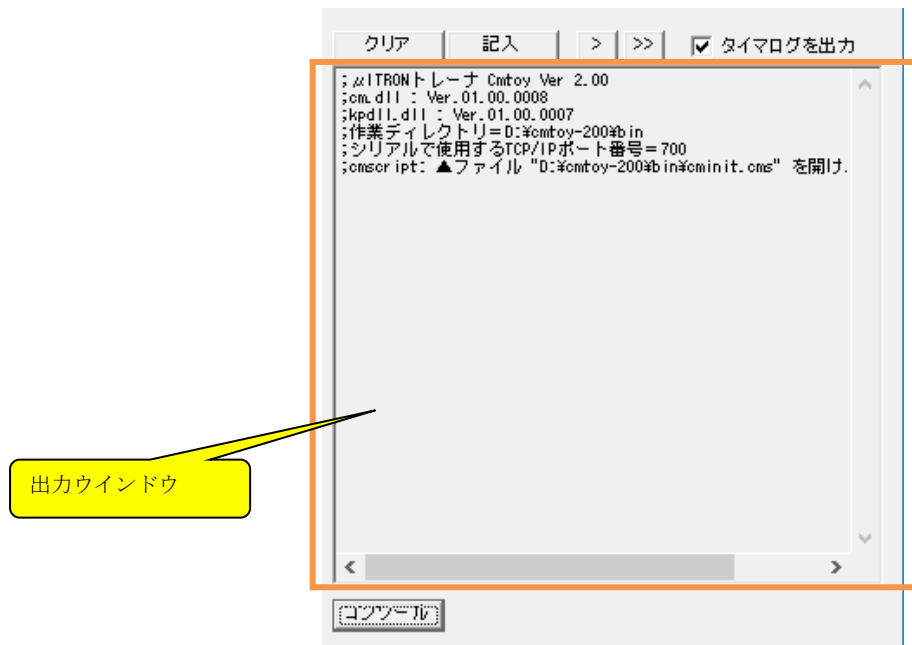 クリア 記入 > >> タイマログを出力
;μITRONトレーナ Cmtoy Ver 2.00
;cm.dll : Ver.01.00.0008
;kpdll.dll : Ver.01.00.0007
;作業ディレクトリ=D:¥cmtoy-200¥bin
;シリアルで使用するTCP/IPポート番号=700
;cmscript: ▲ファイル "D:¥cmtoy-200¥bin¥cminit.cms" を開け.
出力ウインドウ
コンソール